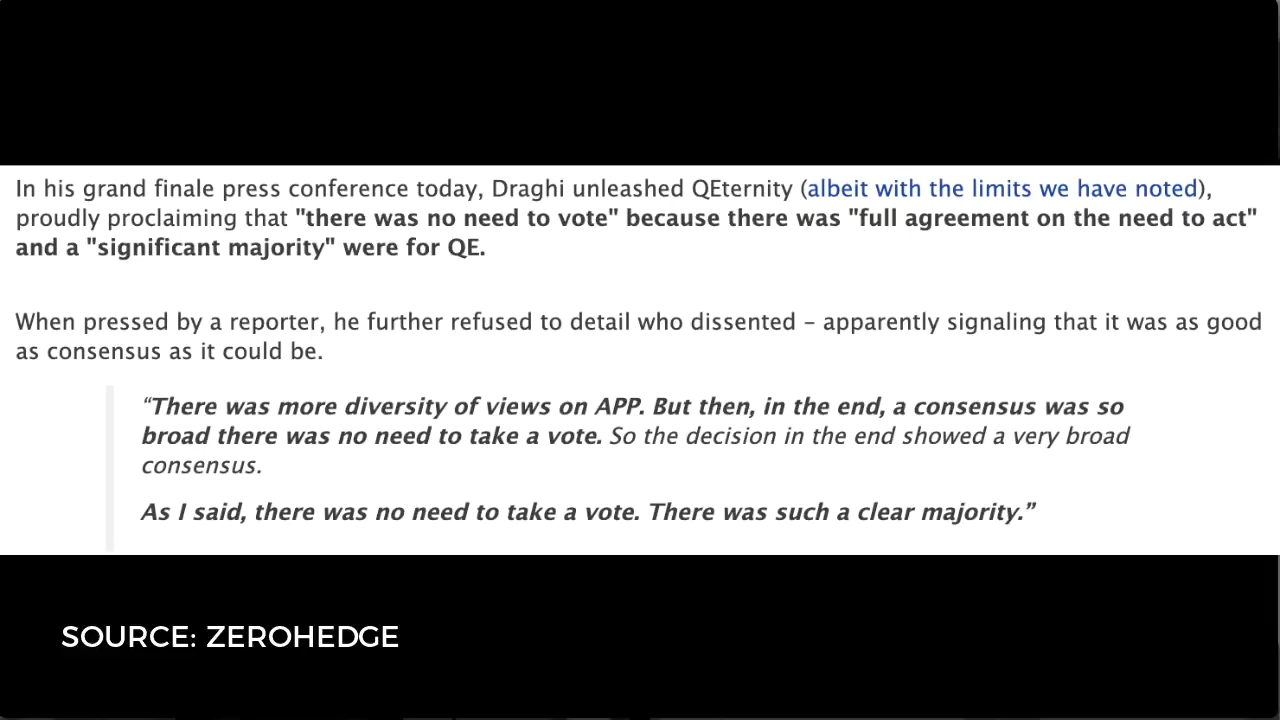 In his grand finale press conference today, Draghi unleashed QEternity (albeit with the limits we have noted),
proudly proclaiming that "there was no need to vote" because there was "full agreement on the need to act"
and a "significant majority" were for QE.
When pressed by a reporter, he further refused to detail who dissented – apparently signaling that it was as good
as consensus as it could be.
“There was more diversity of views on APP. But then, in the end, a consensus was so
broad there was no need to take a vote. So the decision in the end showed a very broad
consensus.
As I said, there was no need to take a vote. There was such a clear majority.”
SOURCE: ZEROHEDGE